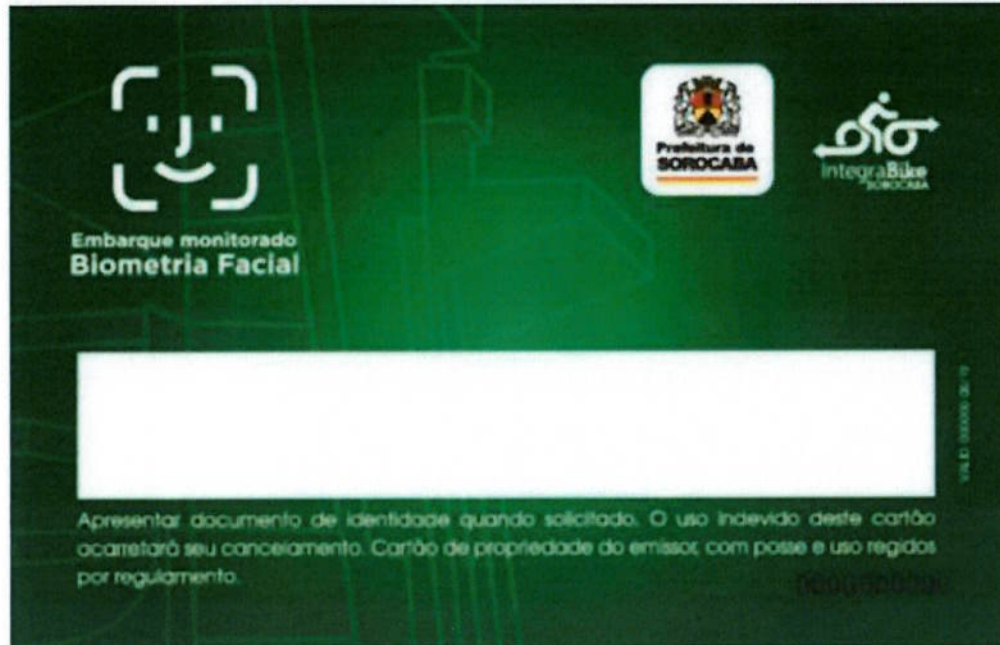 Prefeitura de
SOROCABA
IntegraBike
SOROCABA
Embarque monitorado
Biometria Facial
Apresentar documento de identidade quando solicitado. O uso indevido deste cartão
acarretará seu cancelamento. Cartão de propriedade do emissor, com posse e uso regidos
por regulamento.